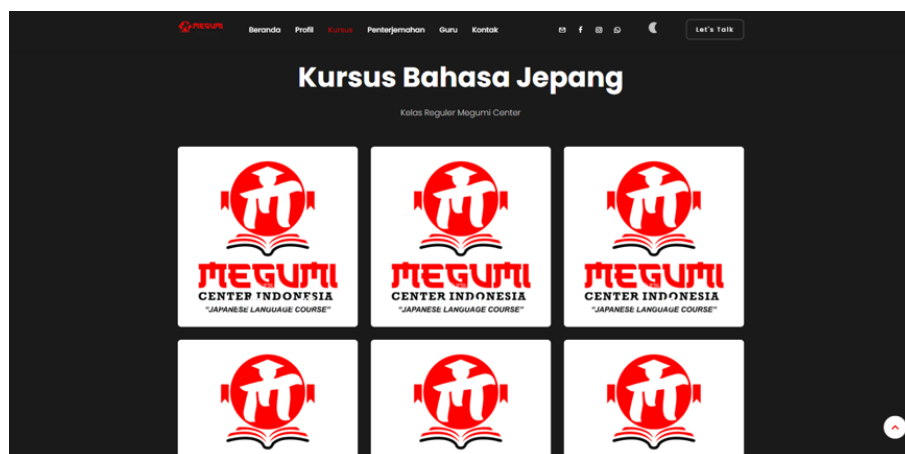 MEGUMI
Beranda Profil Kursus Penterjemahan Guru Kontak
Let's Talk
Kursus Bahasa Jepang
Kelas Reguler Megumi Center
MEGUMI MEGUMI MEGUMI
CENTER INDONESIA CENTER INDONESIA CENTER INDONESIA
"JAPANESE LANGUAGE COURSE" "JAPANESE LANGUAGE COURSE" "JAPANESE LANGUAGE COURSE"